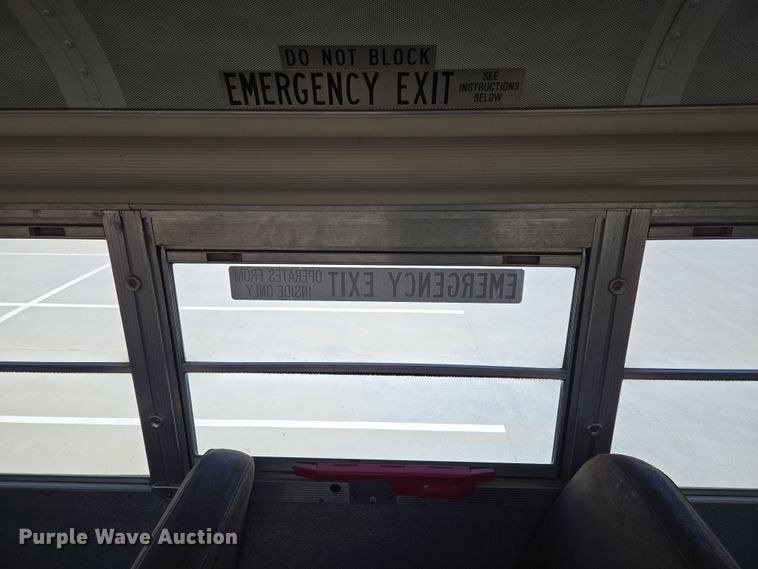 DO NOT BLOCK
EMERGENCY EXIT SEE INSTRUCTIONS BELOW
EMERGENCY EXIT OPERATES FROM INSIDE ONLY
Purple Wave Auction